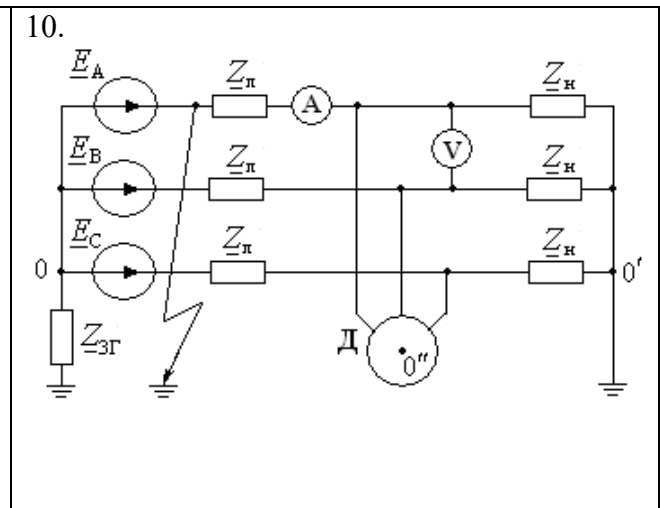 10.
E_A Z_л A Z_н
E_B Z_л V Z_н
E_C Z_л Z_н
0 0′
Z_ЗГ Д 0″